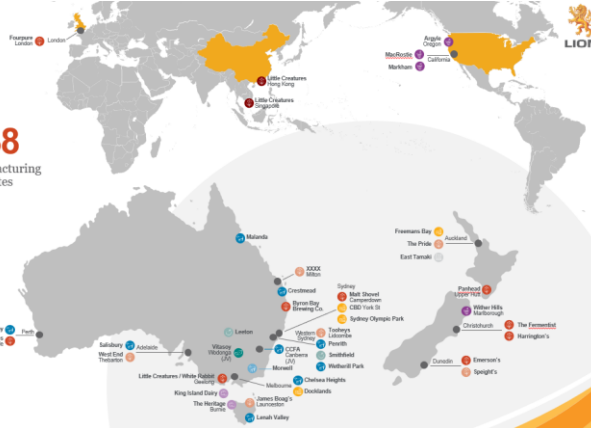 Fourpure
London
London
Little Creatures
Hong Kong
Little Creatures
Singapore
Argyle
Oregon
MacRostie
California
Markham
LION
8
cturing
tes
Malanda
XXXX
Milton
Crestmead
Byron Bay
Brewing Co.
Sydney
Malt Shovel
Camperdown
CBD York St
Sydney Olympic Park
Western
Sydney
Tooheys
Lidcombe
Penrith
Smithfield
Wetherill Park
Leeton
Wodonga
(JV)
CCFA
Canberra
(JV)
Morwell
Perth
Salisbury
Adelaide
West End
Thebarton
Little Creatures / White Rabbit
Geelong
Melbourne
Chelsea Heights
Docklands
King Island Dairy
The Heritage
Burnie
James Boag's
Launceston
Lenah Valley
Freemans Bay
Auckland
The Pride
East Tamaki
Panhead
Upper Hutt
Wither Hills
Marlborough
Christchurch
The Fermentist
Harrington's
Dunedin
Emerson's
Speight's